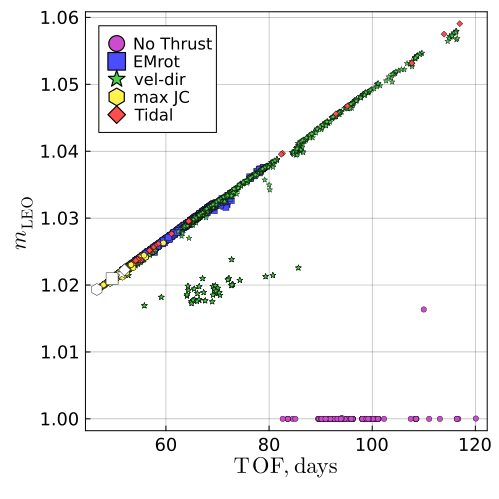 1.06
1.05
1.04
1.03
1.02
1.01
1.00
m_LEO
No Thrust
EMrot
vel-dir
max JC
Tidal
60 80 100 120
TOF, days